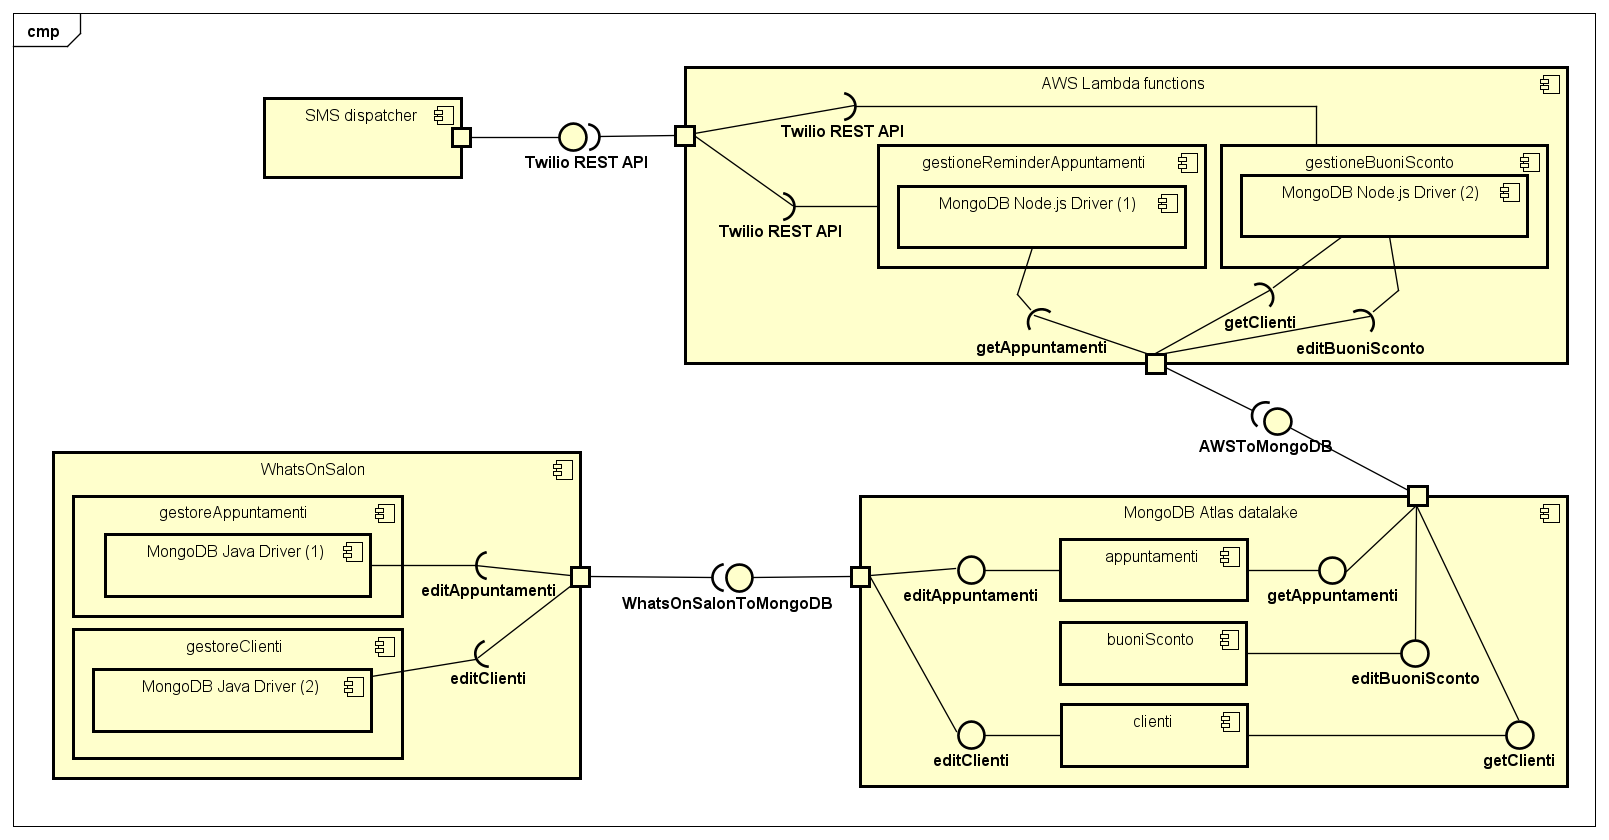 cmp
AWS Lambda functions
SMS dispatcher
Twilio REST API
Twilio REST API
gestioneReminderAppuntamenti
MongoDB Node.js Driver (1)
gestioneBuoniSconto
MongoDB Node.js Driver (2)
Twilio REST API
getClienti
getAppuntamenti
editBuoniSconto
AWSToMongoDB
WhatsOnSalon
gestoreAppuntamenti
MongoDB Java Driver (1)
editAppuntamenti
gestoreClienti
MongoDB Java Driver (2)
editClienti
WhatsOnSalonToMongoDB
MongoDB Atlas datalake
appuntamenti
editAppuntamenti
getAppuntamenti
buoniSconto
editBuoniSconto
clienti
editClienti
getClienti